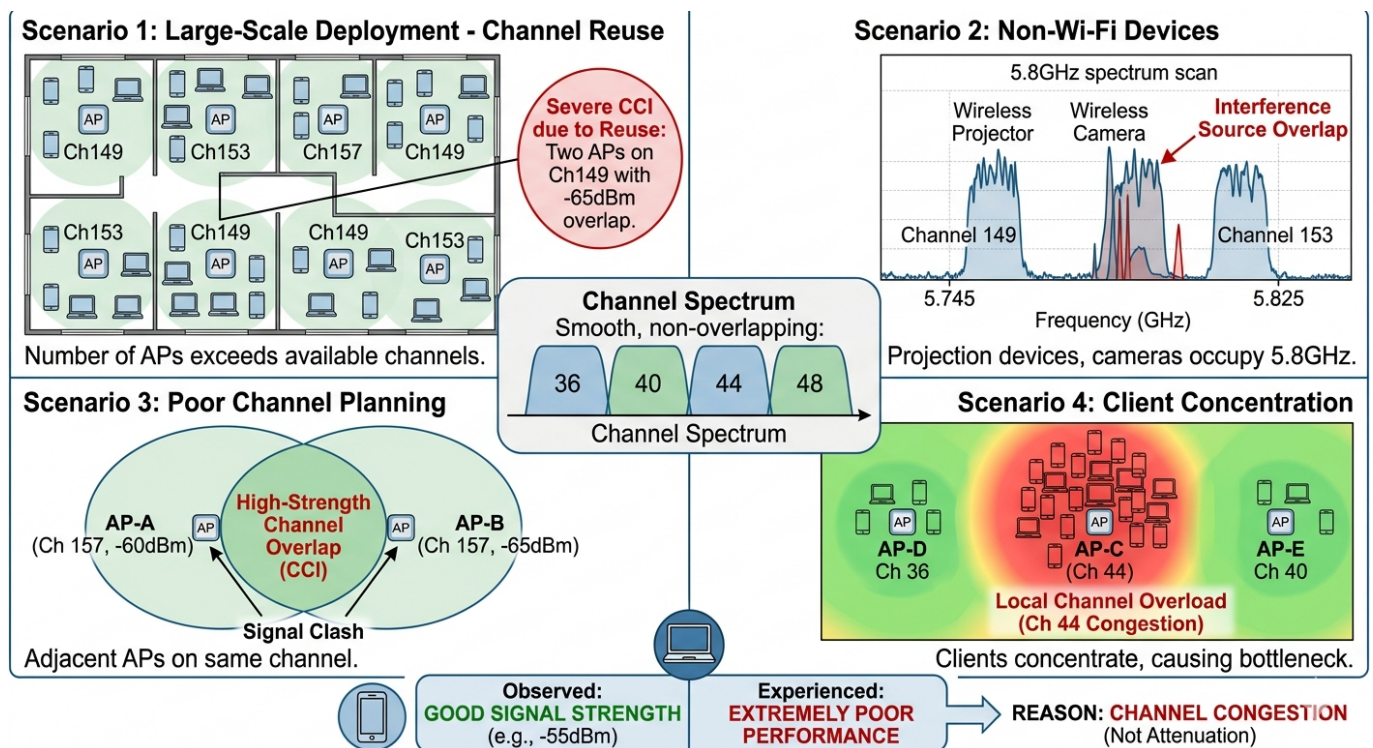 Scenario 1: Large-Scale Deployment - Channel Reuse
AP
Ch149
AP
Ch153
AP
Ch157
AP
Ch149
Ch153
AP
Ch149
AP
Ch149
AP
Ch153
AP
Severe CCI
due to Reuse:
Two APs on
Ch149 with
-65dBm
overlap.
Number of APs exceeds available channels.
Scenario 2: Non-Wi-Fi Devices
5.8GHz spectrum scan
Wireless
Projector
Wireless
Camera
Interference
Source Overlap
Channel 149
Channel 153
5.745
5.825
Frequency (GHz)
Projection devices, cameras occupy 5.8GHz.
Channel Spectrum
Smooth, non-overlapping:
36
40
44
48
Channel Spectrum
Scenario 3: Poor Channel Planning
AP-A
(Ch 157, -60dBm)
AP
High-Strength
Channel
Overlap
(CCI)
AP
AP-B
(Ch 157, -65dBm)
Signal Clash
Adjacent APs on same channel.
Scenario 4: Client Concentration
AP
AP-D
Ch 36
AP
AP-C
(Ch 44)
AP
AP-E
Ch 40
Local Channel Overload
(Ch 44 Congestion)
Clients concentrate, causing bottleneck.
Observed:
GOOD SIGNAL STRENGTH
(e.g., -55dBm)
Experienced:
EXTREMELY POOR
PERFORMANCE
REASON: CHANNEL CONGESTION
(Not Attenuation)